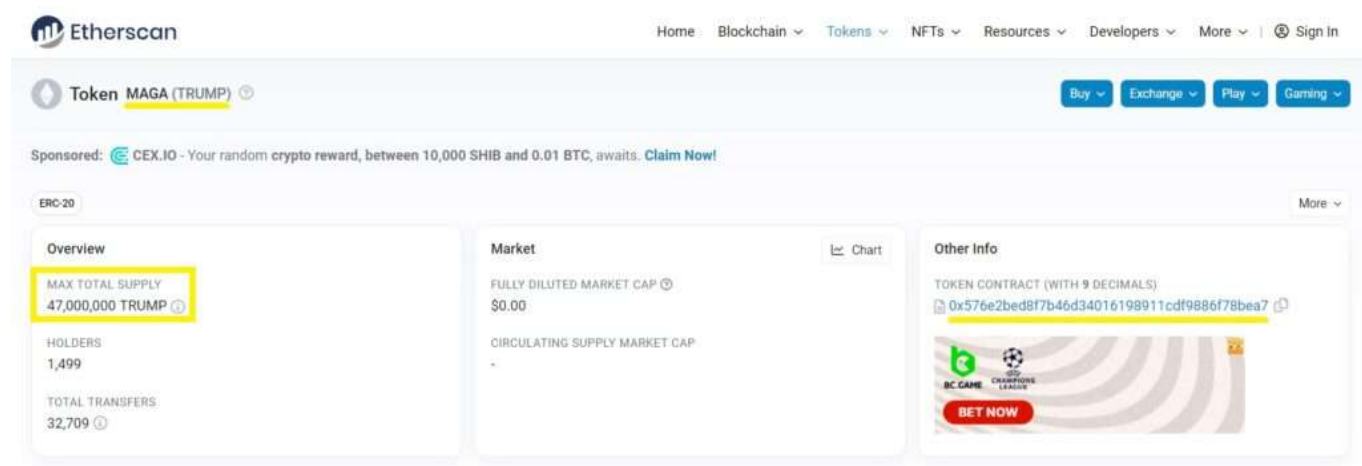 Etherscan
Home Blockchain Tokens NFTs Resources Developers More | Sign In
Token MAGA (TRUMP)
Buy Exchange Play Gaming
Sponsored: CEX.IO - Your random crypto reward, between 10,000 SHIB and 0.01 BTC, awaits. Claim Now!
ERC-20
More
Overview
MAX TOTAL SUPPLY
47,000,000 TRUMP
HOLDERS
1,499
TOTAL TRANSFERS
32,709
Market
Chart
FULLY DILUTED MARKET CAP
$0.00
CIRCULATING SUPPLY MARKET CAP
-
Other Info
TOKEN CONTRACT (WITH 9 DECIMALS)
0x576e2bed8f7b46d34016198911cdf9886f78bea7
BC.GAME
CHAMPIONS
LEAGUE
BET NOW